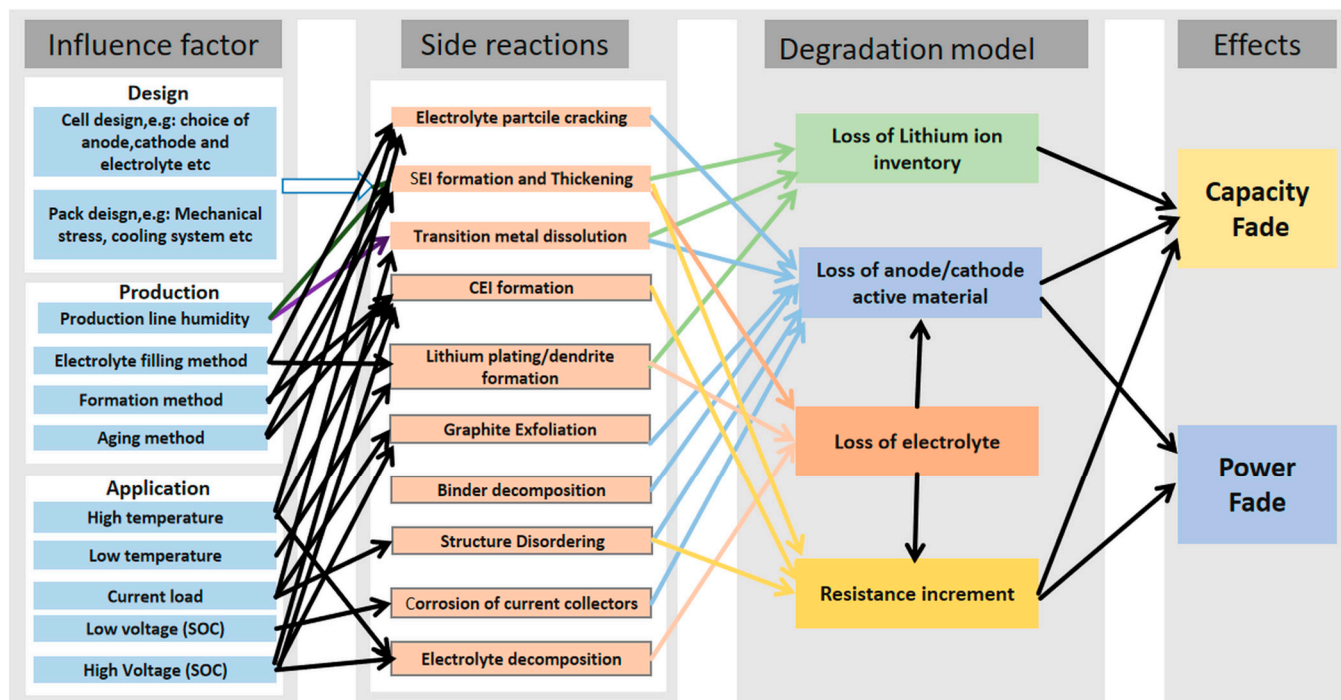 Influence factor
Design
Cell design,e.g: choice of
anode,cathode and
electrolyte etc
Pack deisgn,e.g: Mechanical
stress, cooling system etc
Production
Production line humidity
Electrolyte filling method
Formation method
Aging method
Application
High temperature
Low temperature
Current load
Low voltage (SOC)
High Voltage (SOC)
Side reactions
Electrolyte partcile cracking
SEI formation and Thickening
Transition metal dissolution
CEI formation
Lithium plating/dendrite
formation
Graphite Exfoliation
Binder decomposition
Structure Disordering
Corrosion of current collectors
Electrolyte decomposition
Degradation model
Loss of Lithium ion
inventory
Loss of anode/cathode
active material
Loss of electrolyte
Resistance increment
Effects
Capacity
Fade
Power
Fade